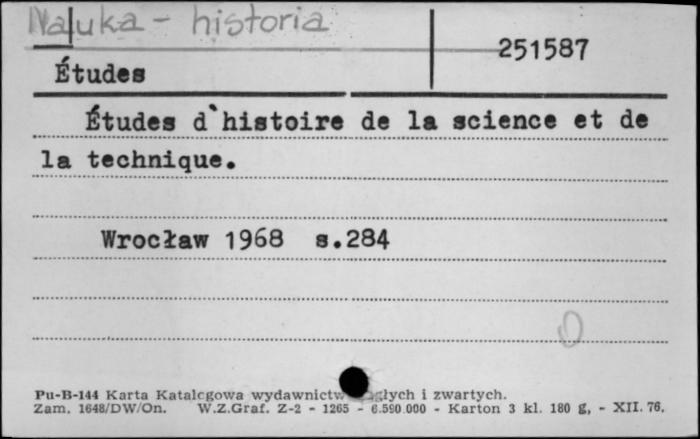 Nauka - historia
251587
Études
Études d`histoire de la science et de
la technique.
Wrocław 1968 s.284
Pu-B-144 Karta Katalogowa wydawnictw i zwartych.
Zam. 1648/DW/On. W.Z.Graf. Z-2 - 1265 - 6.590.000 - Karton 3 kl. 180 g, - XII. 76.